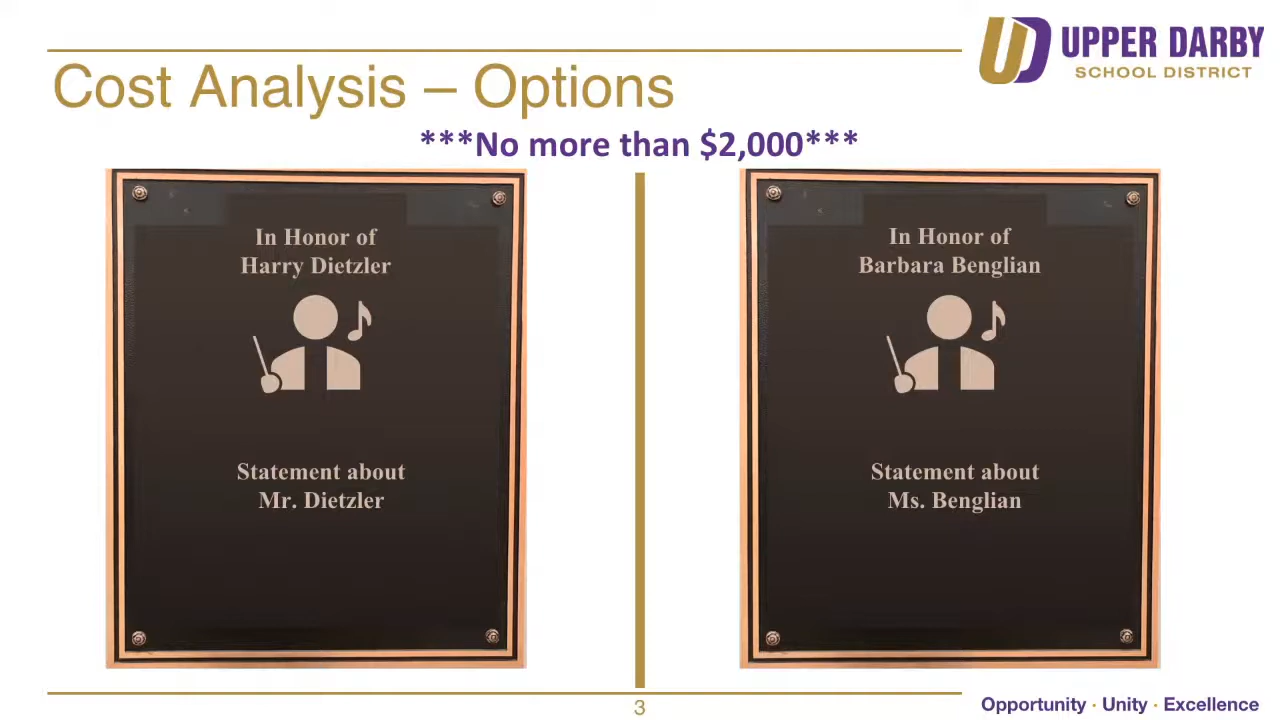 UPPER DARBY
SCHOOL DISTRICT
Cost Analysis – Options
***No more than $2,000***
In Honor of
Harry Dietzler
Statement about
Mr. Dietzler
In Honor of
Barbara Benglian
Statement about
Ms. Benglian
3
Opportunity · Unity · Excellence